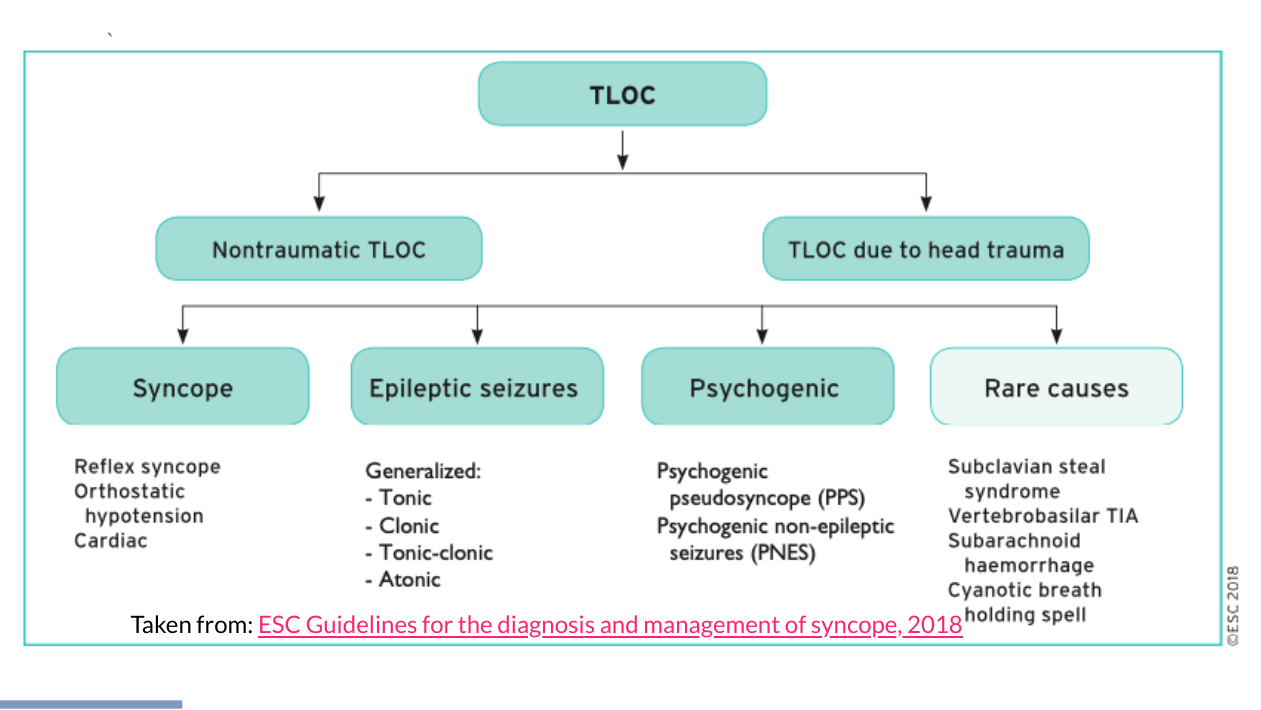 `
TLOC
Nontraumatic TLOC
TLOC due to head trauma
Syncope
Epileptic seizures
Psychogenic
Rare causes
Reflex syncope
Orthostatic
hypotension
Cardiac
Generalized:
- Tonic
- Clonic
- Tonic-clonic
- Atonic
Psychogenic
pseudosyncope (PPS)
Psychogenic non-epileptic
seizures (PNES)
Subclavian steal
syndrome
Vertebrobasilar TIA
Subarachnoid
haemorrhage
Cyanotic breath
holding spell
Taken from: ESC Guidelines for the diagnosis and management of syncope, 2018
©ESC 2018